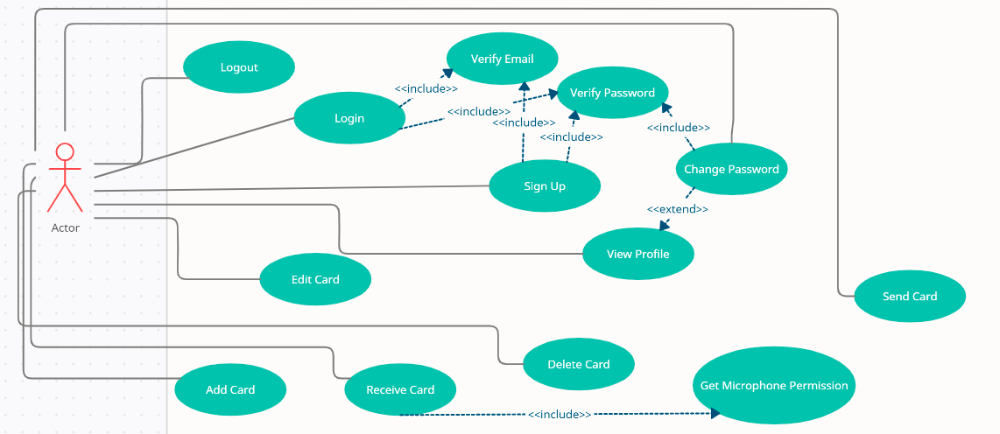 Logout
Verify Email
Verify Password
<<include>>
Login
<<include>>
<<include>>
<<include>>
<<include>>
Change Password
Sign Up
<<extend>>
Actor
View Profile
Edit Card
Send Card
Delete Card
Add Card
Receive Card
Get Microphone Permission
<<include>>